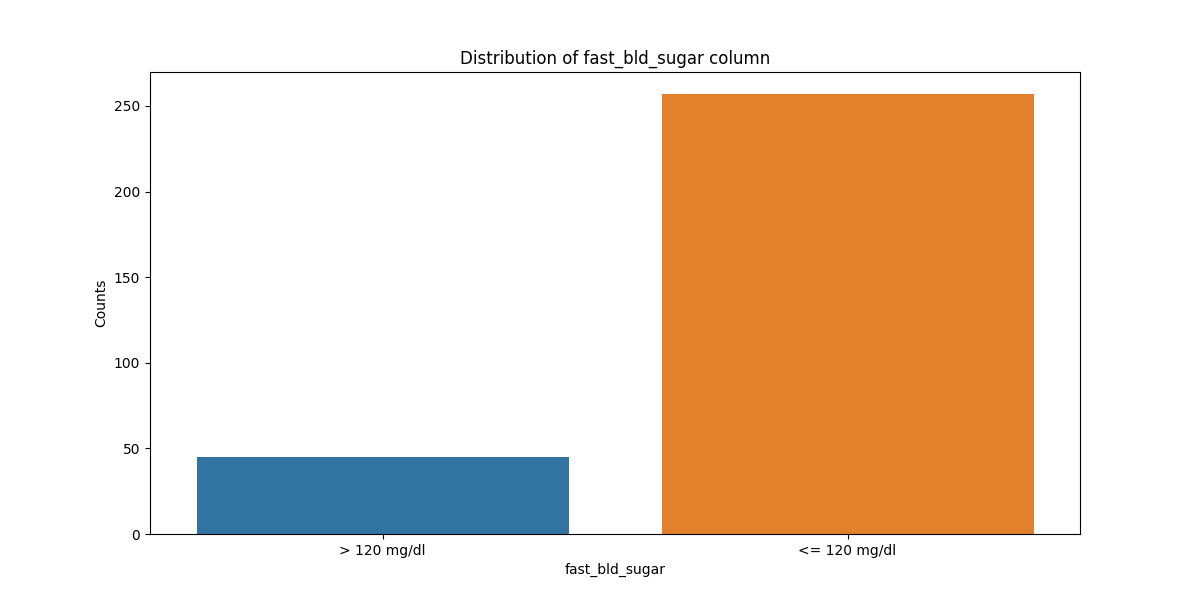 Distribution of fast_bld_sugar column
250
200
150
100
50
0
Counts
> 120 mg/dl
<= 120 mg/dl
fast_bld_sugar